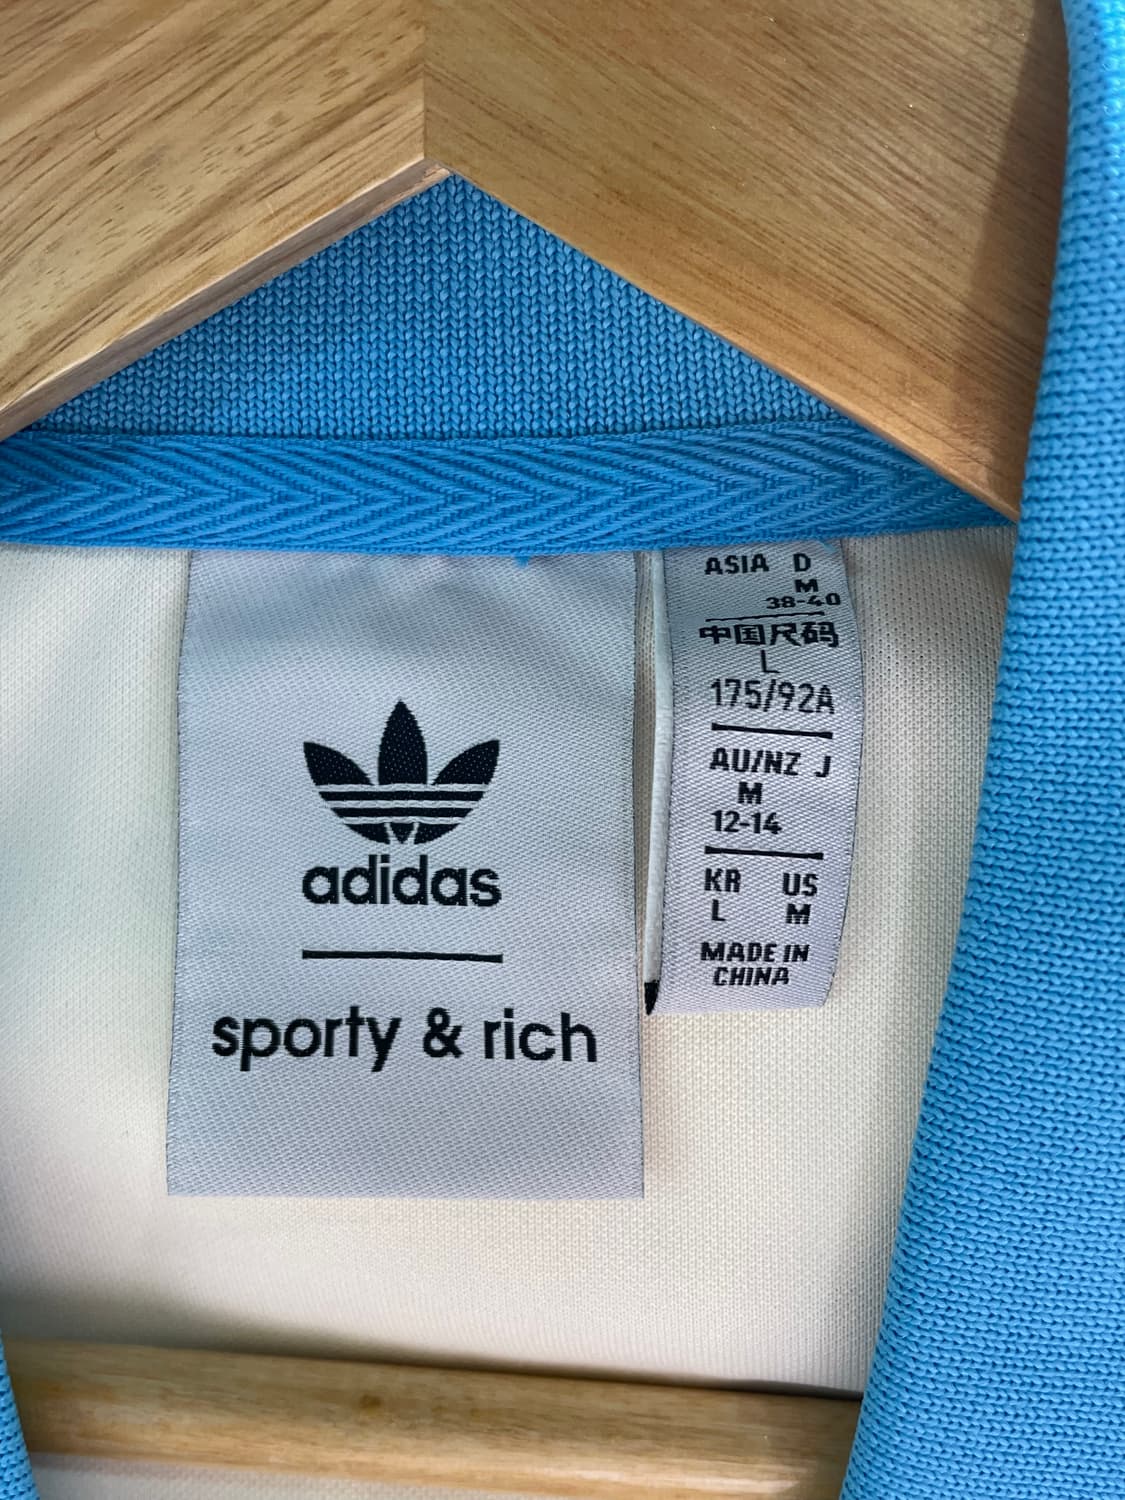 adidas
sporty & rich
ASIA D
M
38-40
中国尺码
L
175/92A
AU/NZ J
M
12-14
KR US
L M
MADE IN
CHINA